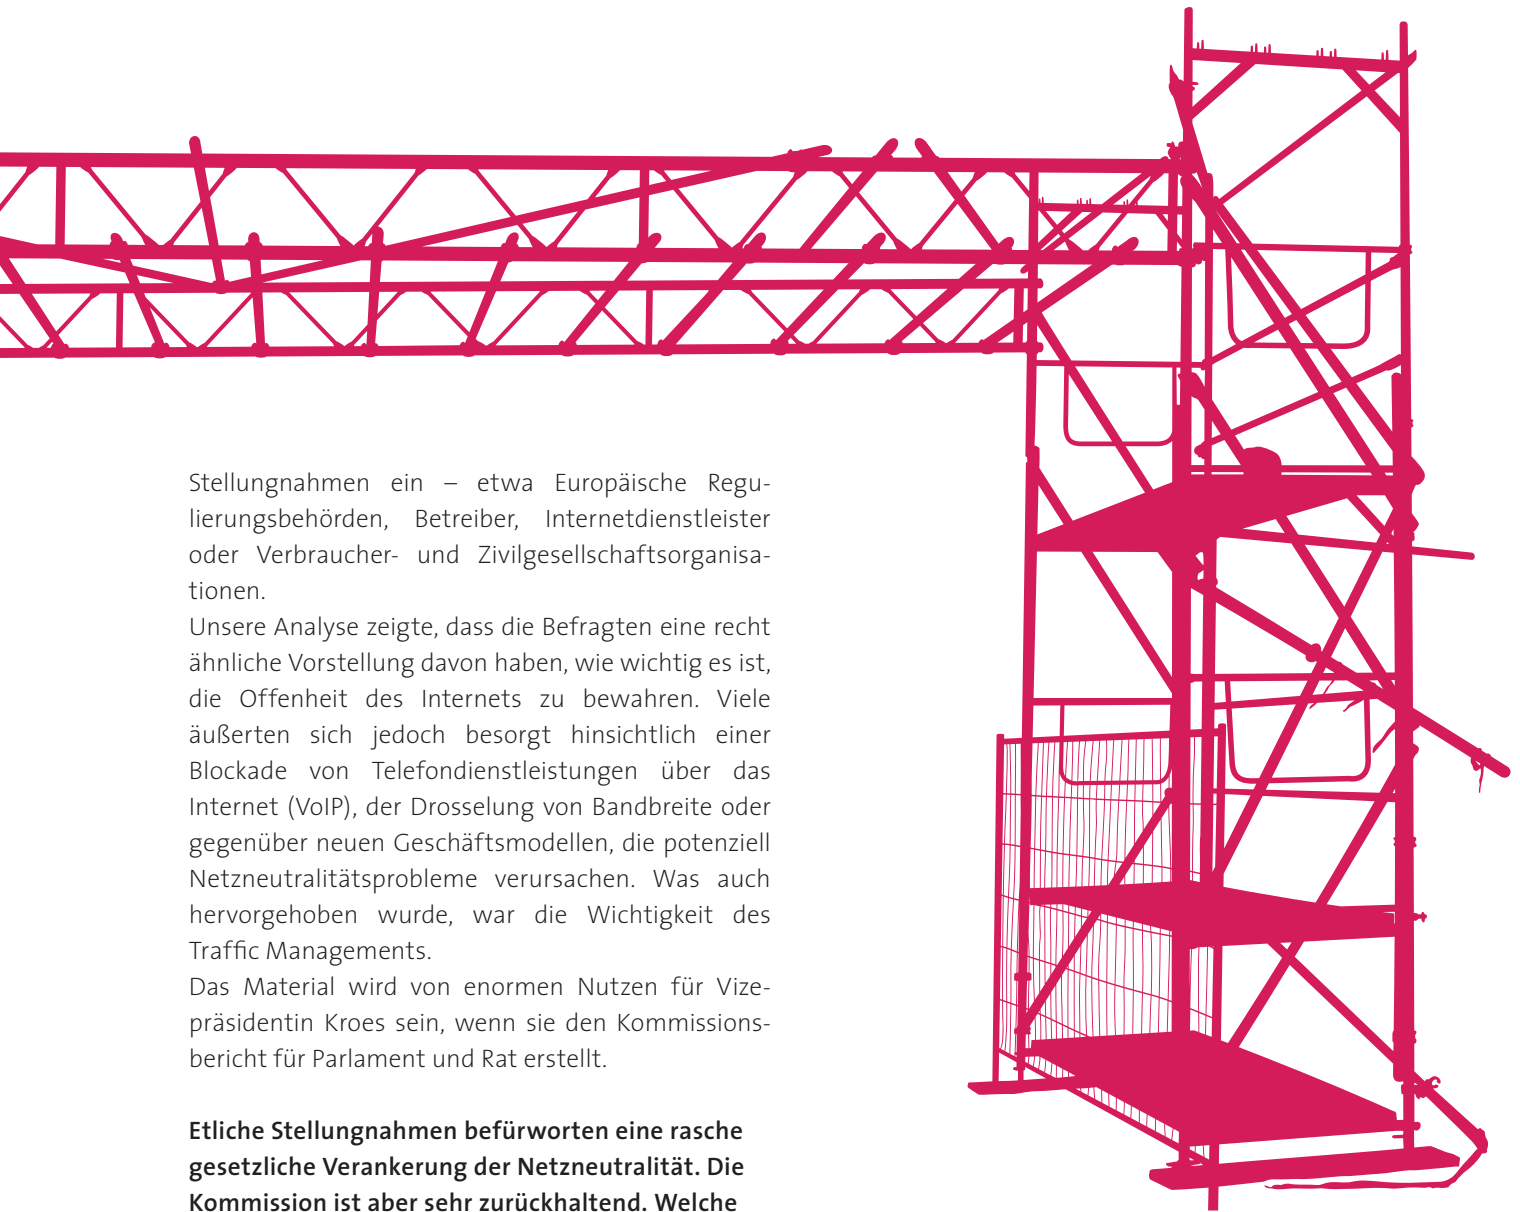 Stellungnahmen ein – etwa Europäische Regu-
lierungsbehörden, Betreiber, Internetdienstleister
oder Verbraucher- und Zivilgesellschaftsorganisa-
tionen.
Unsere Analyse zeigte, dass die Befragten eine recht
ähnliche Vorstellung davon haben, wie wichtig es ist,
die Offenheit des Internets zu bewahren. Viele
äußerten sich jedoch besorgt hinsichtlich einer
Blockade von Telefondienstleistungen über das
Internet (VoIP), der Drosselung von Bandbreite oder
gegenüber neuen Geschäftsmodellen, die potenziell
Netzneutralitätsprobleme verursachen. Was auch
hervorgehoben wurde, war die Wichtigkeit des
Traffic Managements.
Das Material wird von enormen Nutzen für Vize-
präsidentin Kroes sein, wenn sie den Kommissions-
bericht für Parlament und Rat erstellt.
Etliche Stellungnahmen befürworten eine rasche
gesetzliche Verankerung der Netzneutralität. Die
Kommission ist aber sehr zurückhaltend. Welche